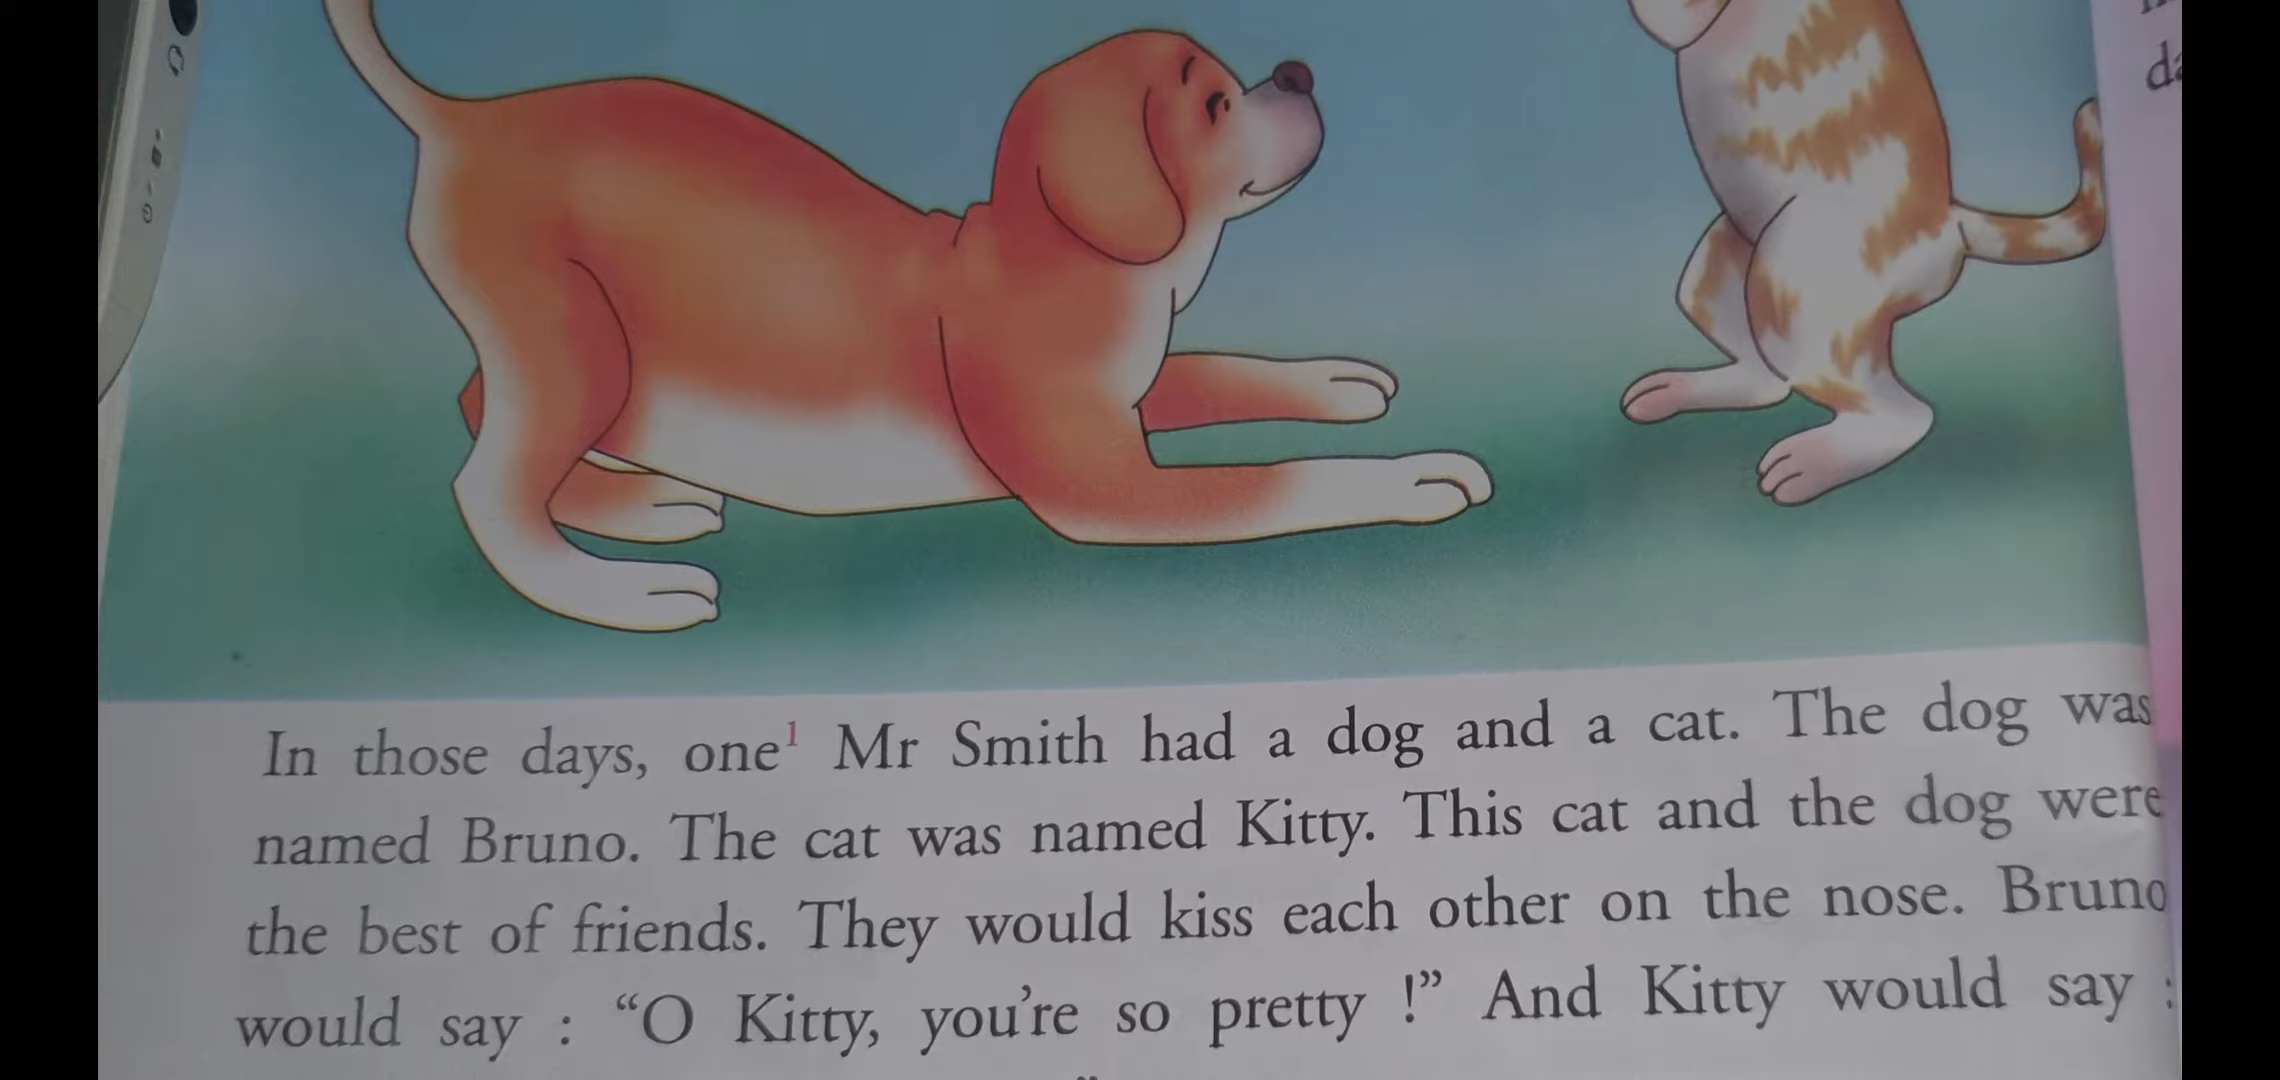 da
In those days, one¹ Mr Smith had a dog and a cat. The dog was
named Bruno. The cat was named Kitty. This cat and the dog were
the best of friends. They would kiss each other on the nose. Bruno
would say : “O Kitty, you’re so pretty !” And Kitty would say :